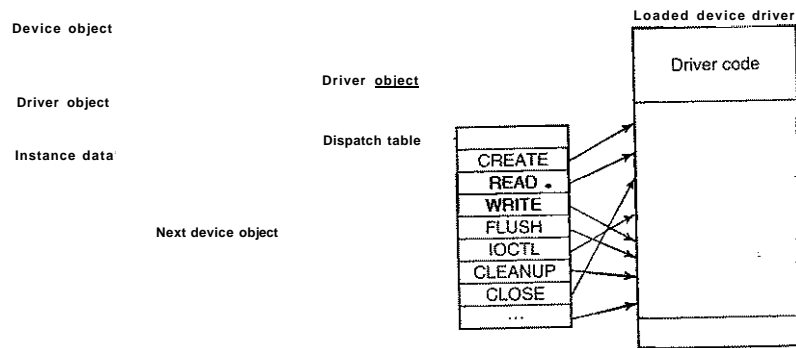 Loaded device driver
Device object
Driver code
Driver object
Driver object
Dispatch table
Instance data
CREATE
READ
WRITE
Next device object
FLUSH
IOCTL
CLEANUP
CLOSE
...